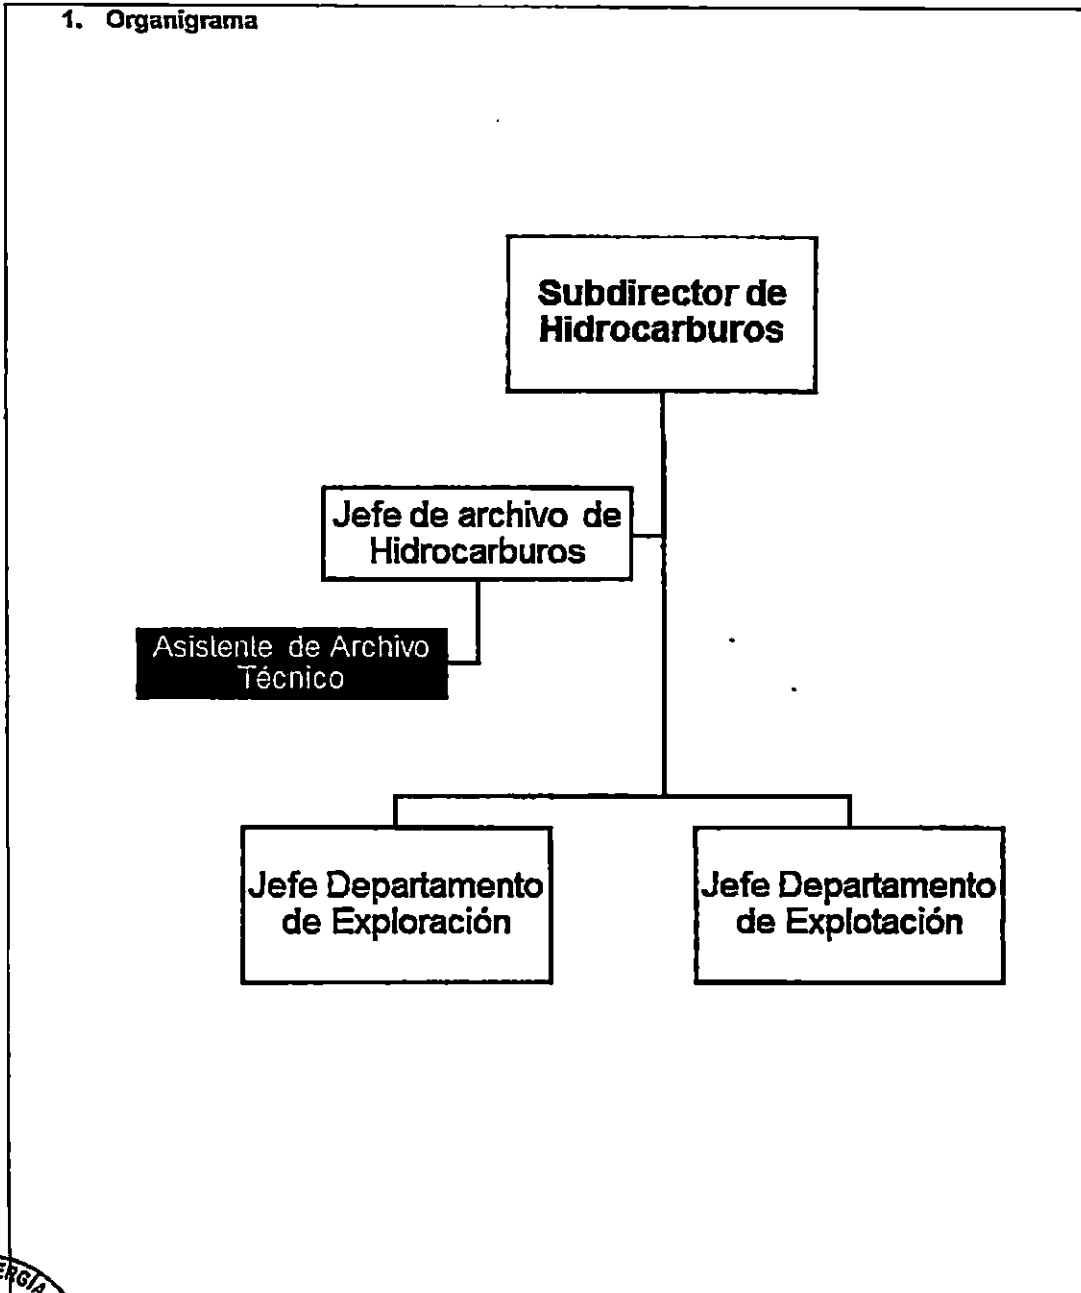 1. Organigrama
Subdirector de
Hidrocarburos
Jefe de archivo de
Hidrocarburos
Asistente de Archivo
Técnico
Jefe Departamento
de Exploración
Jefe Departamento
de Explotación